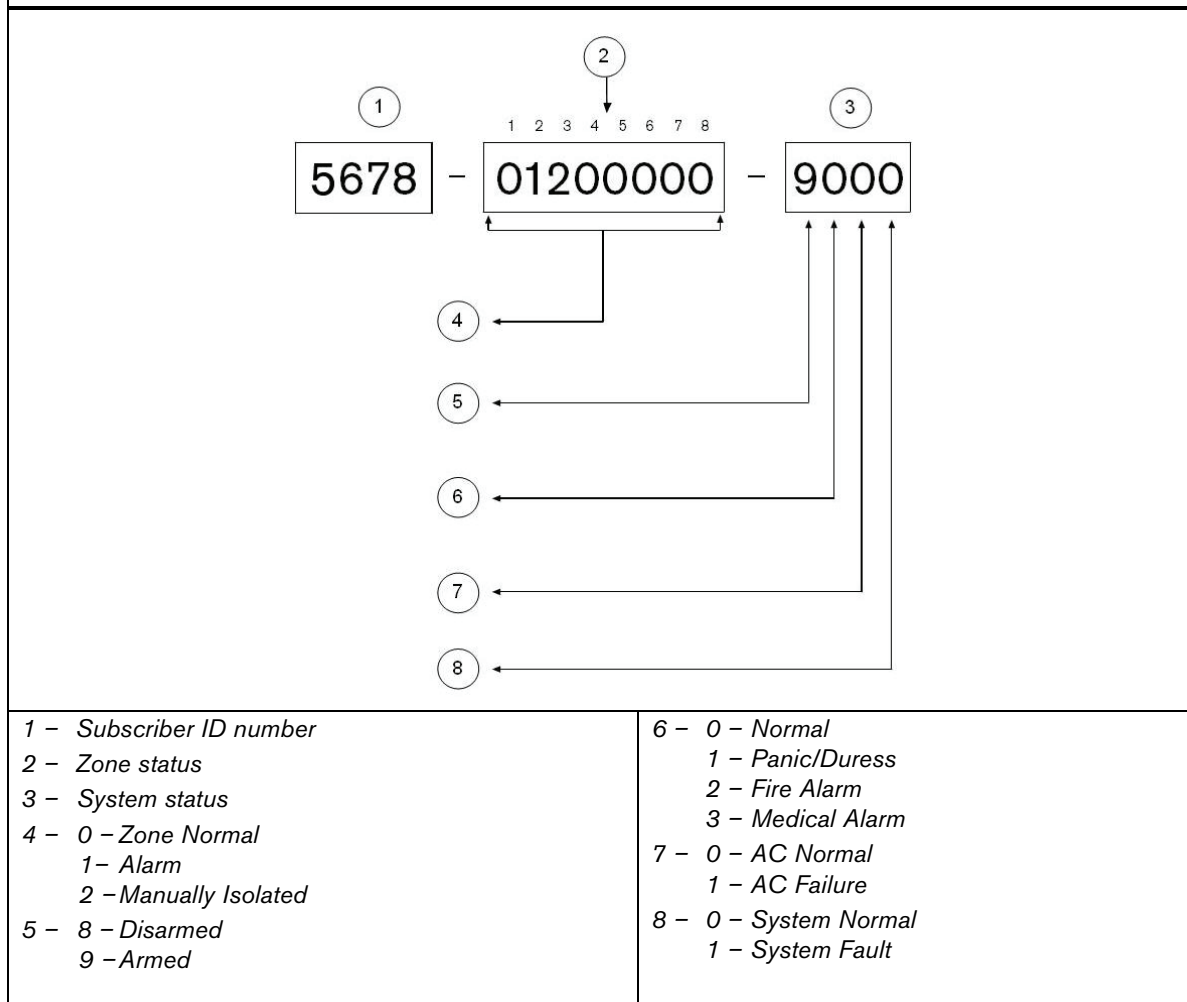 2
1
3
1 2 3 4 5 6 7 8
5678 – 01200000 – 9000
4
5
6
7
8
1 – Subscriber ID number
2 – Zone status
3 – System status
4 – 0 – Zone Normal
1 – Alarm
2 – Manually Isolated
5 – 8 – Disarmed
9 – Armed
6 – 0 – Normal
1 – Panic/Duress
2 – Fire Alarm
3 – Medical Alarm
7 – 0 – AC Normal
1 – AC Failure
8 – 0 – System Normal
1 – System Fault